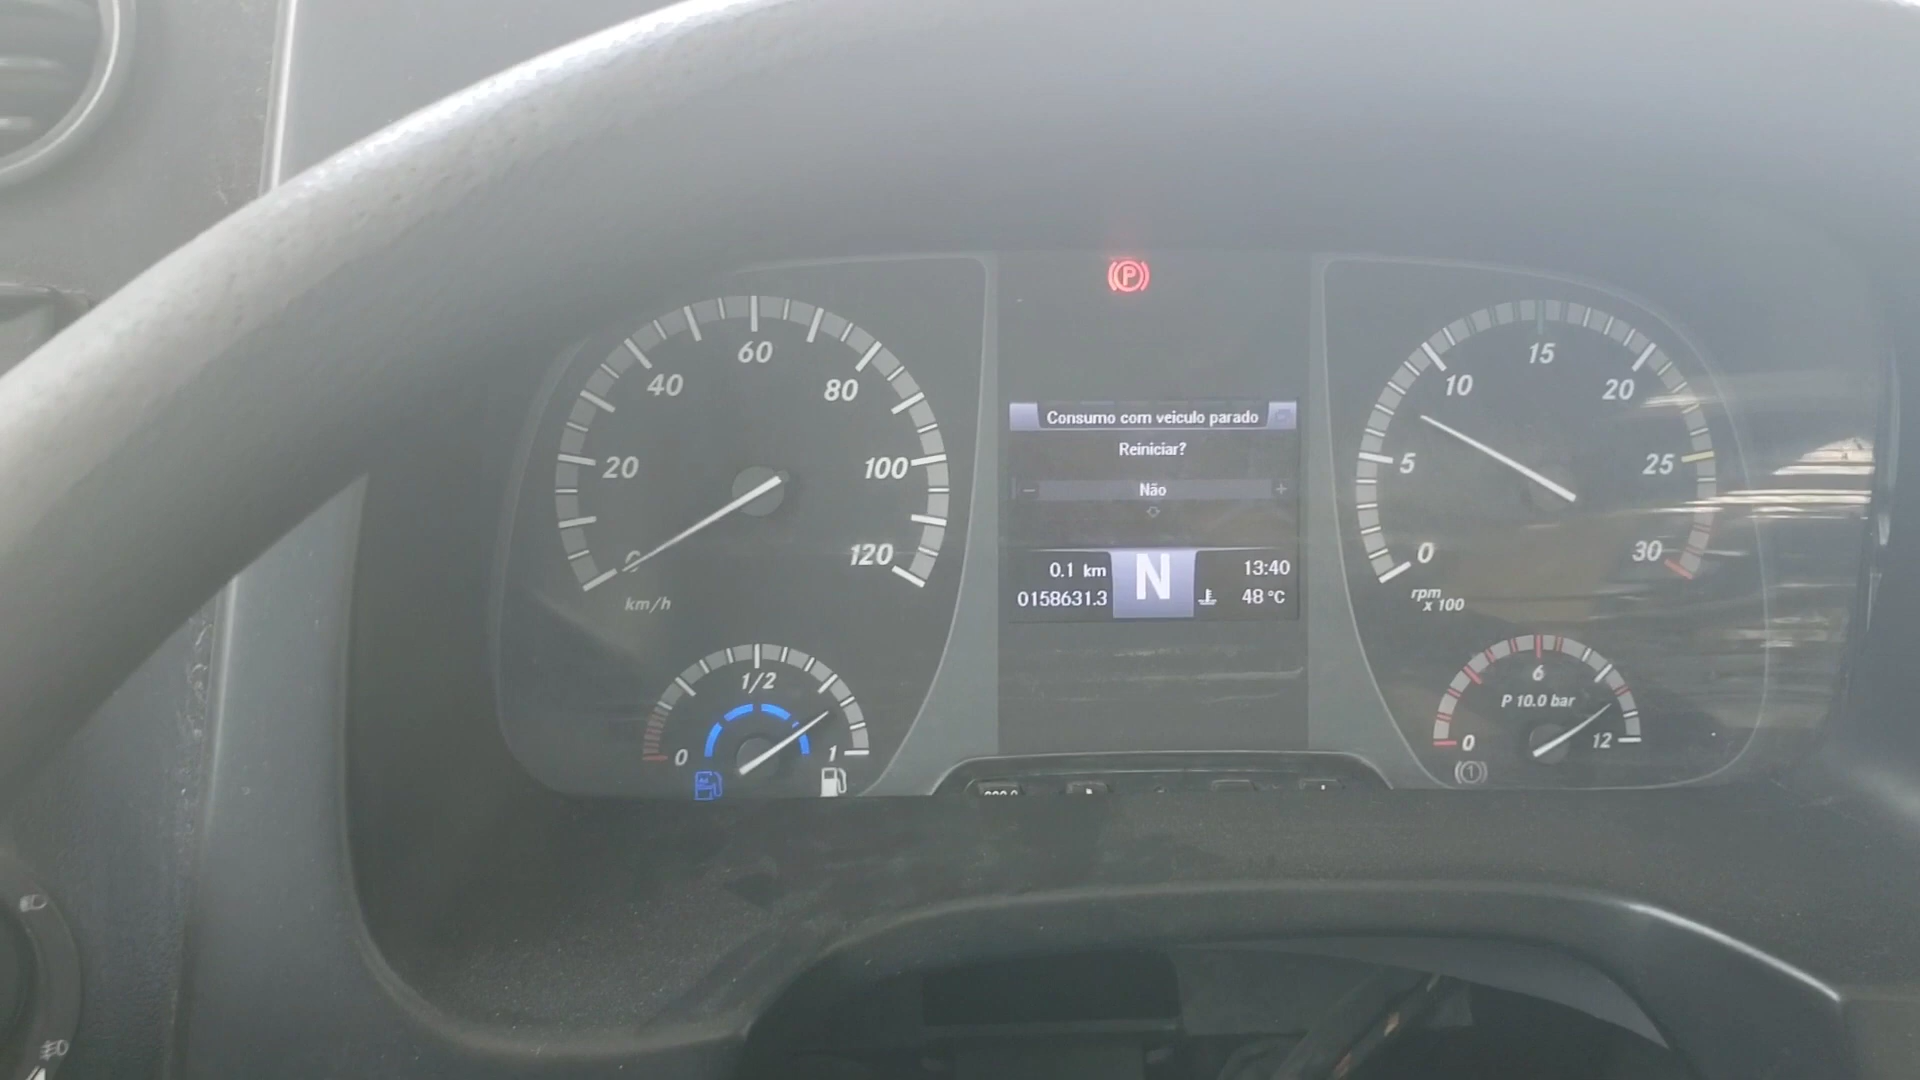 60
40
80
20
100
120
km/h
1/2
0
1
Consumo com veiculo parado
Reiniciar?
− Não +
0.1 km
0158631.3
N
13:40
48 °C
P
15
10
20
5
25
0
30
rpm
x 100
6
P 10.0 bar
0
12
1